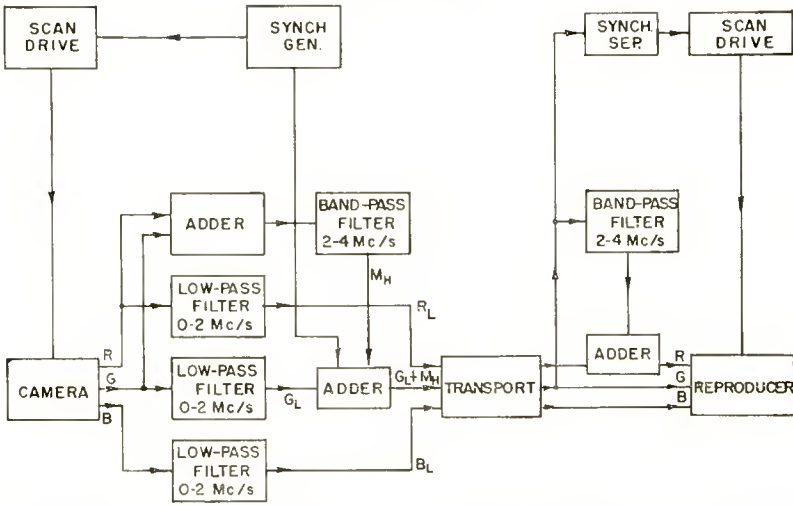 SCAN
DRIVE
SYNCH
GEN.
SYNCH.
SEP.
SCAN
DRIVE
ADDER
BAND-PASS
FILTER
2-4 Mc/s
BAND-PASS
FILTER
2-4 Mc/s
M_H
LOW-PASS
FILTER
0-2 Mc/s
R_L
ADDER
CAMERA
R
G
B
LOW-PASS
FILTER
0-2 Mc/s
G_L
ADDER
G_L+M_H
TRANSPORT
R
G
B
REPRODUCER
LOW-PASS
FILTER
0-2 Mc/s
B_L